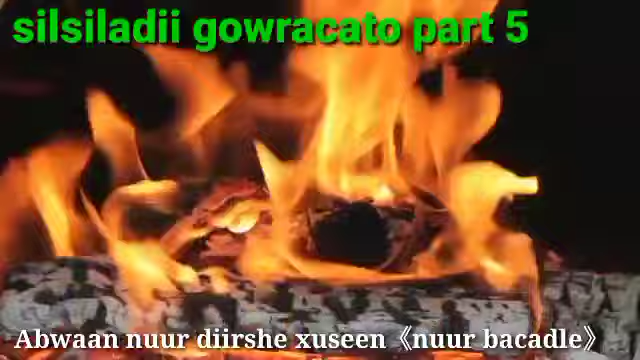 silsiladii gowracato part 5
Abwaan nuur diirshe xuseen《nuur bacadle》